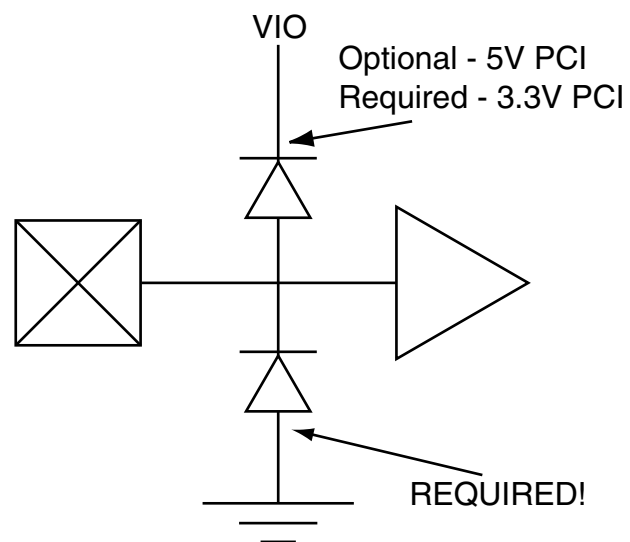 VIO
Optional - 5V PCI
Required - 3.3V PCI
REQUIRED!